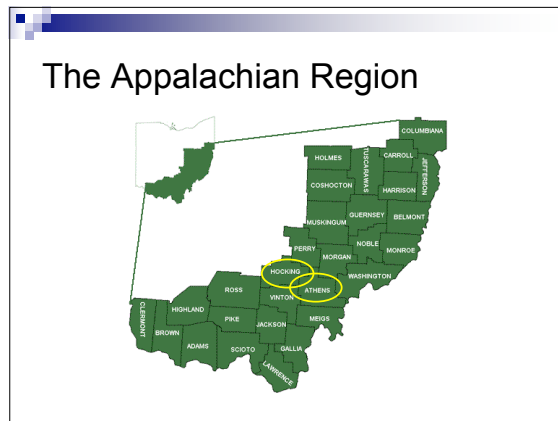 The Appalachian Region
COLUMBIANA
HOLMES
TUSCARAWAS
CARROLL
JEFFERSON
COSHOCTON
HARRISON
MUSKINGUM
GUERNSEY
BELMONT
PERRY
NOBLE
MONROE
MORGAN
HOCKING
WASHINGTON
ROSS
VINTON
ATHENS
CLERMONT
HIGHLAND
PIKE
JACKSON
MEIGS
BROWN
ADAMS
SCIOTO
GALLIA
LAWRENCE